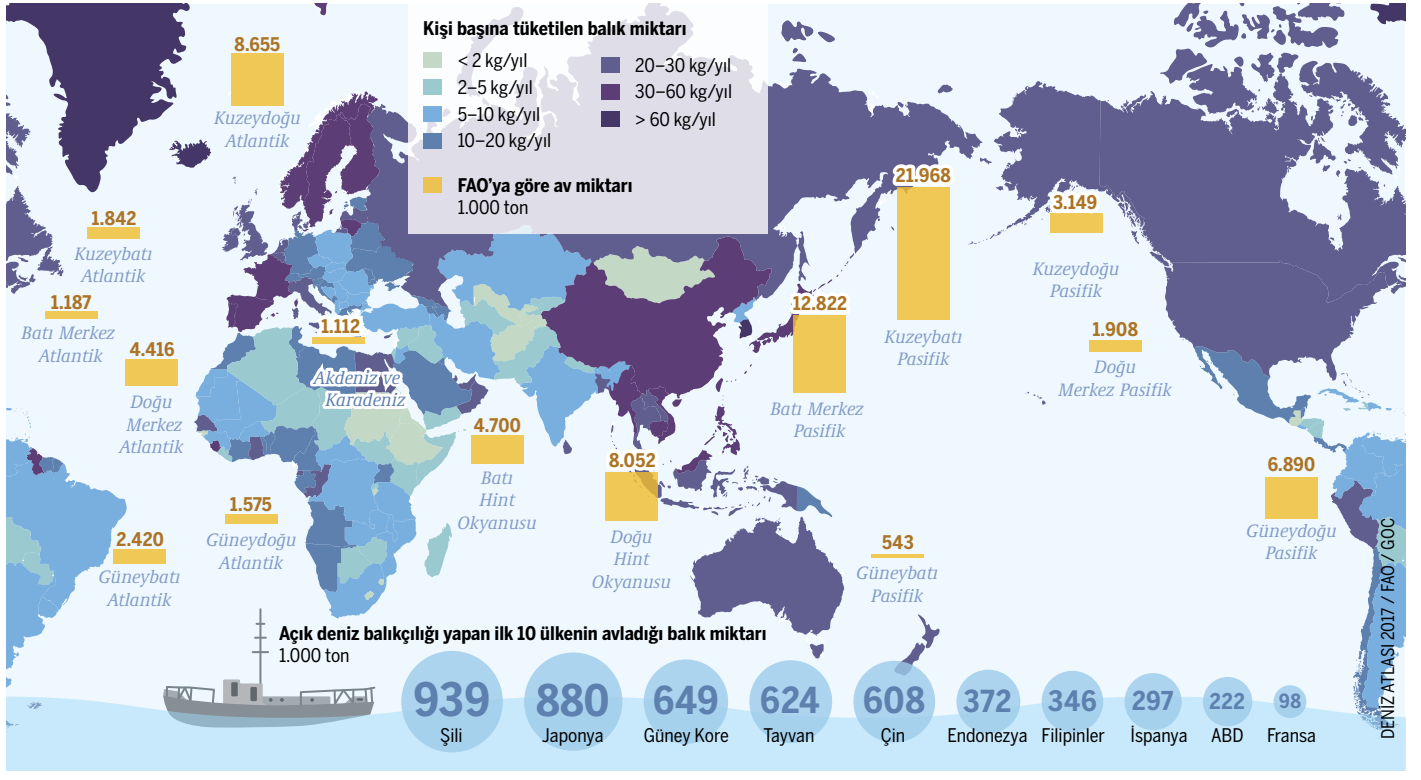 Kişi başına tüketilen balık miktarı
< 2 kg/yıl
2–5 kg/yıl
5–10 kg/yıl
10–20 kg/yıl
20–30 kg/yıl
30–60 kg/yıl
> 60 kg/yıl
FAO'ya göre av miktarı
1.000 ton
8.655
Kuzeydoğu
Atlantik
1.842
Kuzeybatı
Atlantik
1.187
Batı Merkez
Atlantik
4.416
Doğu
Merkez
Atlantik
1.112
Akdeniz ve
Karadeniz
21.968
Kuzeybatı
Pasifik
3.149
Kuzeydoğu
Pasifik
12.822
Batı Merkez
Pasifik
1.908
Doğu
Merkez Pasifik
4.700
Batı
Hint
Okyanusu
8.052
Doğu
Hint
Okyanusu
6.890
Güneydoğu
Pasifik
1.575
Güneydoğu
Atlantik
2.420
Güneybatı
Atlantik
543
Güneybatı
Pasifik
Açık deniz balıkçılığı yapan ilk 10 ülkenin avladığı balık miktarı
1.000 ton
939
Şili
880
Japonya
649
Güney Kore
624
Tayvan
608
Çin
372
Endonezya
346
Filipinler
297
İspanya
222
ABD
98
Fransa
DENİZ ATLASI 2017 / FAO / GOC